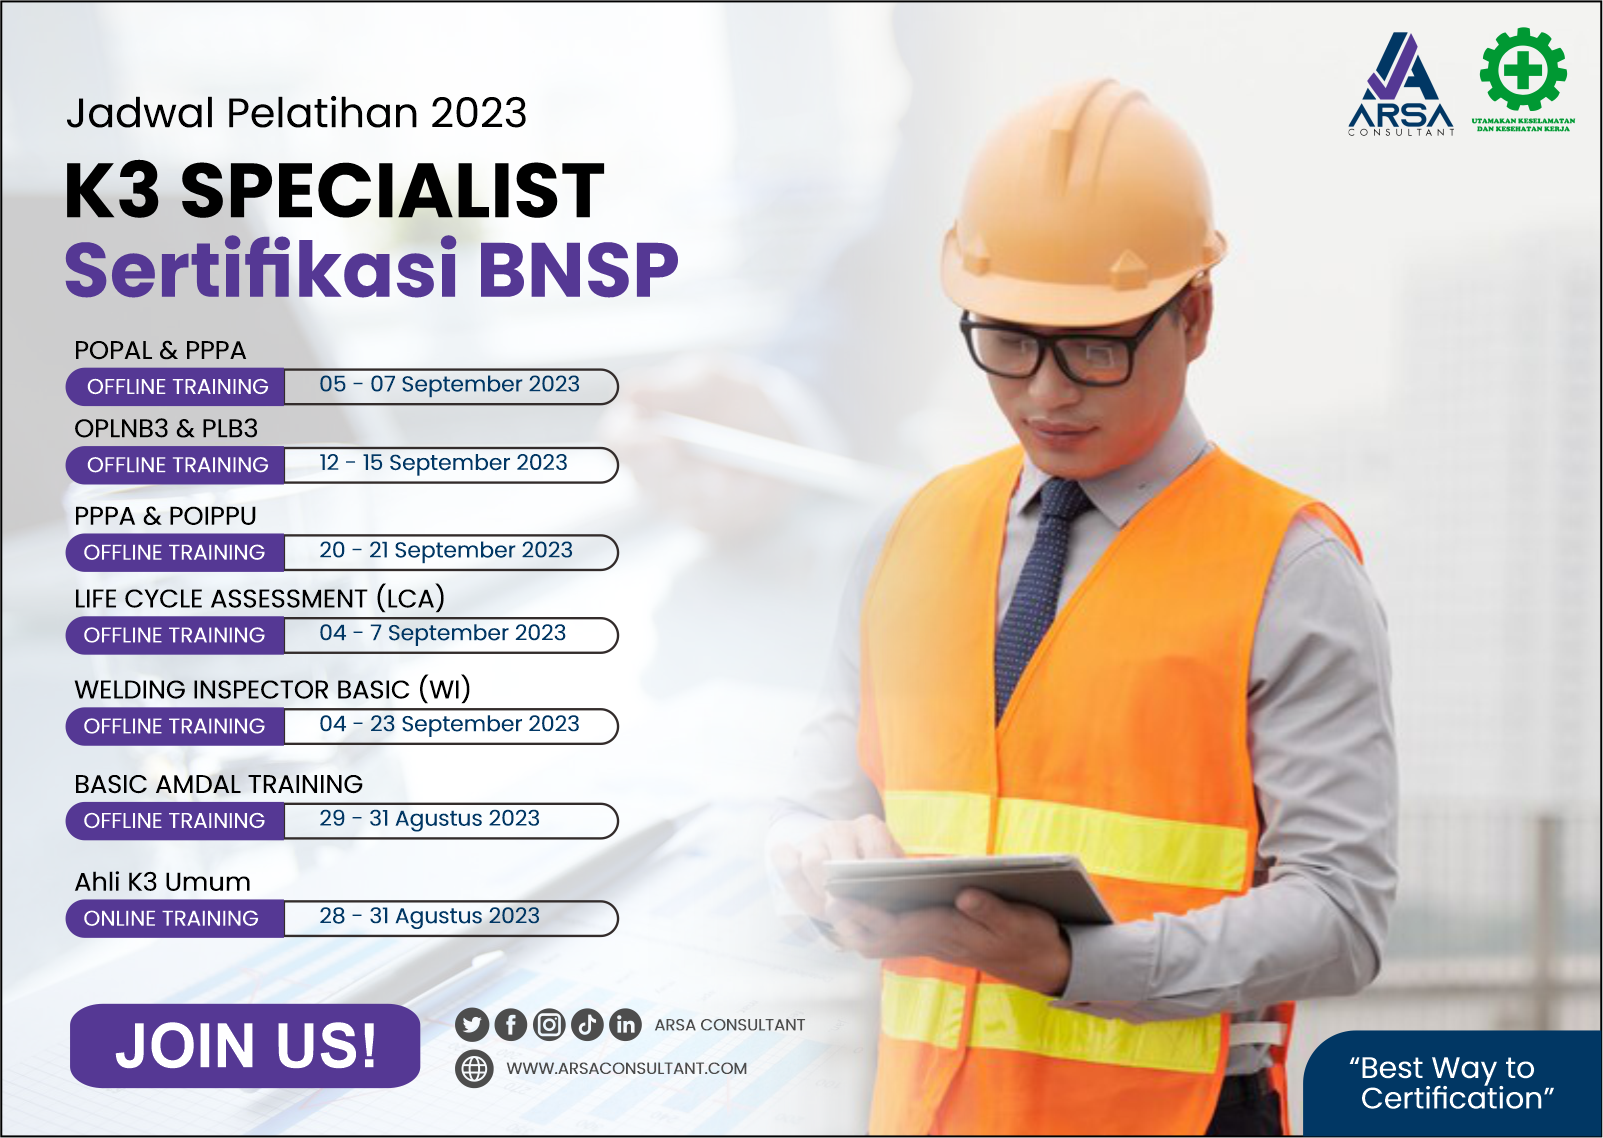 Jadwal Pelatihan 2023
K3 SPECIALIST
Sertifikasi BNSP
POPAL & PPPA
OFFLINE TRAINING 05 - 07 September 2023
OPLNB3 & PLB3
OFFLINE TRAINING 12 - 15 September 2023
PPPA & POIPPU
OFFLINE TRAINING 20 - 21 September 2023
LIFE CYCLE ASSESSMENT (LCA)
OFFLINE TRAINING 04 - 7 September 2023
WELDING INSPECTOR BASIC (WI)
OFFLINE TRAINING 04 - 23 September 2023
BASIC AMDAL TRAINING
OFFLINE TRAINING 29 - 31 Agustus 2023
Ahli K3 Umum
ONLINE TRAINING 28 - 31 Agustus 2023
JOIN US!
ARSA CONSULTANT
WWW.ARSACONSULTANT.COM
ARSA
CONSULTANT
UTAMAKAN KESELAMATAN
DAN KESEHATAN KERJA
“Best Way to
Certification”